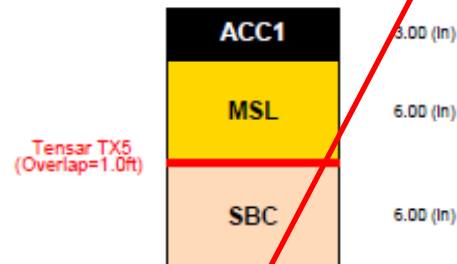 ACC1
3.00 (in)
MSL
6.00 (in)
Tensar TX5
(Overlap=1.0ft)
SBC
6.00 (in)